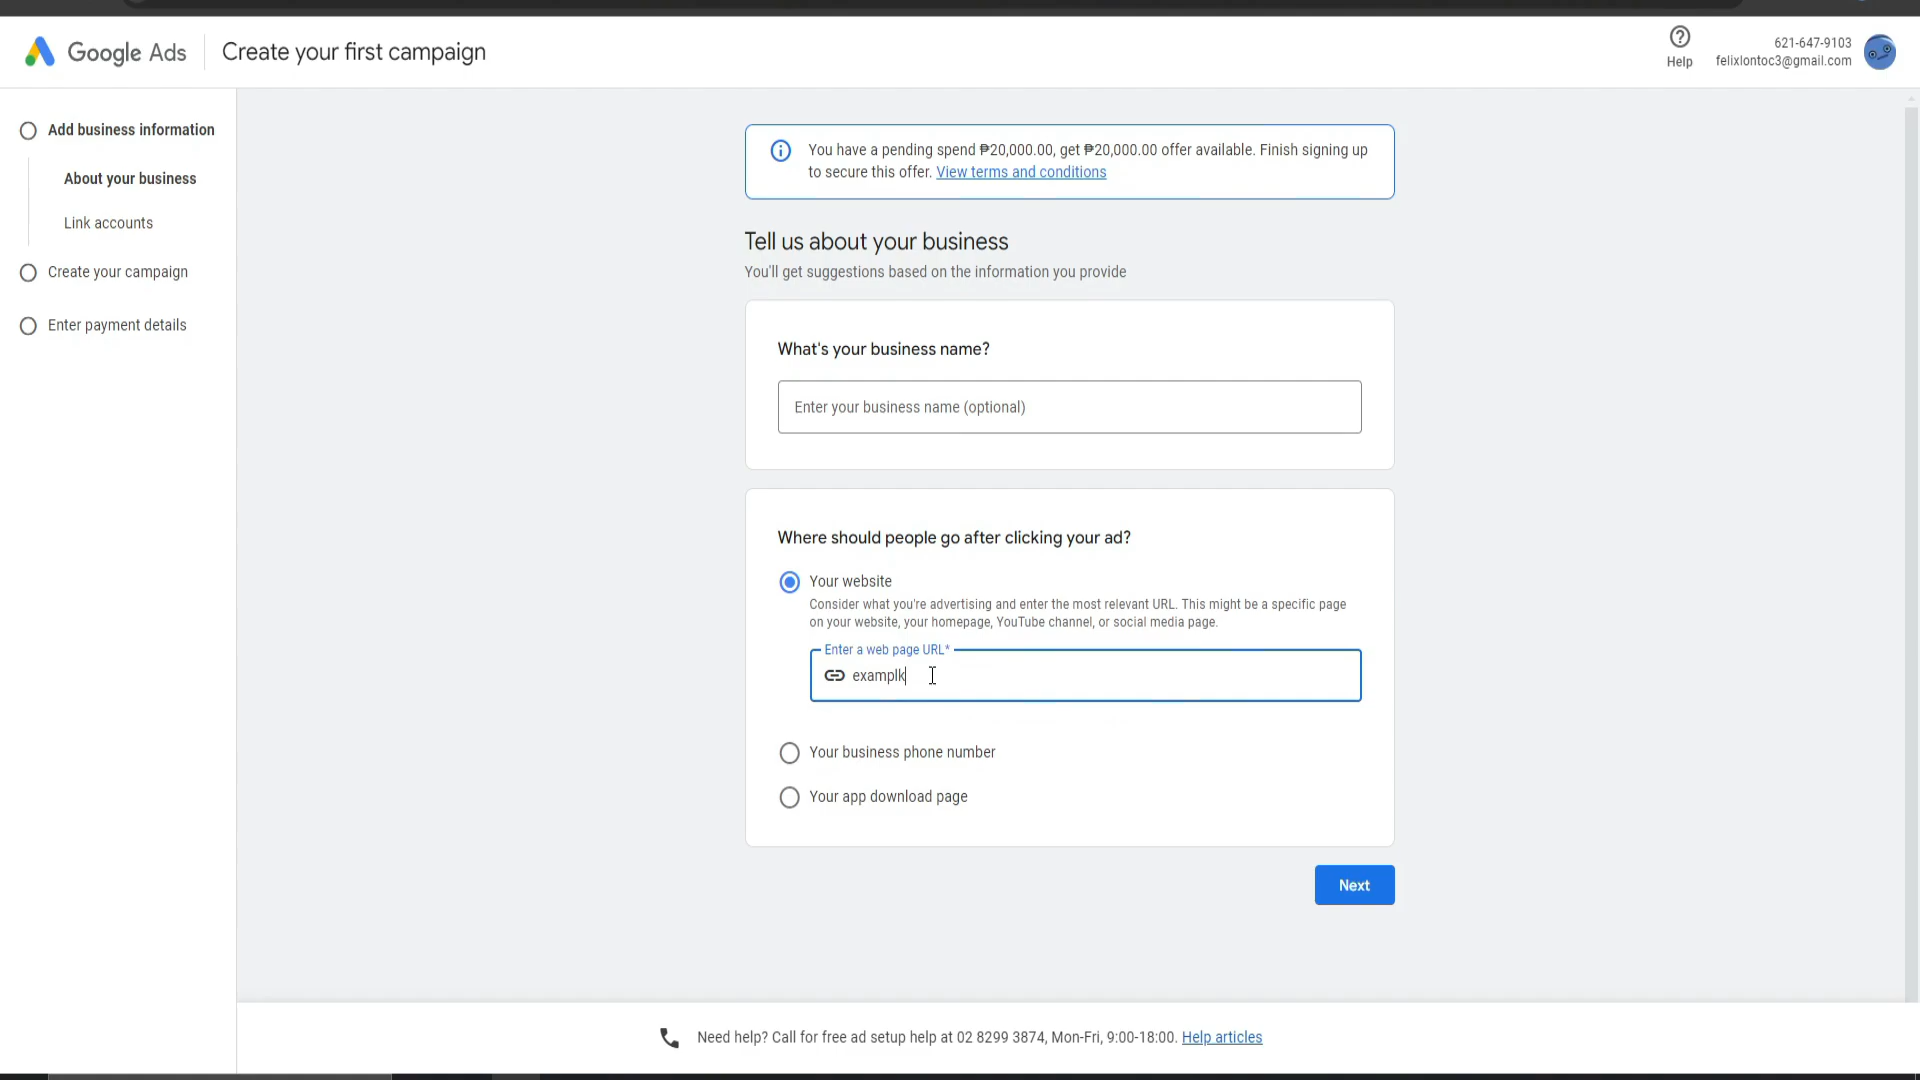 Google Ads
Create your first campaign
Help
621-647-9103
felixlontoc3@gmail.com
Add business information
About your business
Link accounts
Create your campaign
Enter payment details
You have a pending spend ₱20,000.00, get ₱20,000.00 offer available. Finish signing up
to secure this offer. View terms and conditions
Tell us about your business
You'll get suggestions based on the information you provide
What's your business name?
Enter your business name (optional)
Where should people go after clicking your ad?
Your website
Consider what you're advertising and enter the most relevant URL. This might be a specific page
on your website, your homepage, YouTube channel, or social media page.
Enter a web page URL*
examplk
Your business phone number
Your app download page
Next
Need help? Call for free ad setup help at 02 8299 3874, Mon-Fri, 9:00-18:00. Help articles